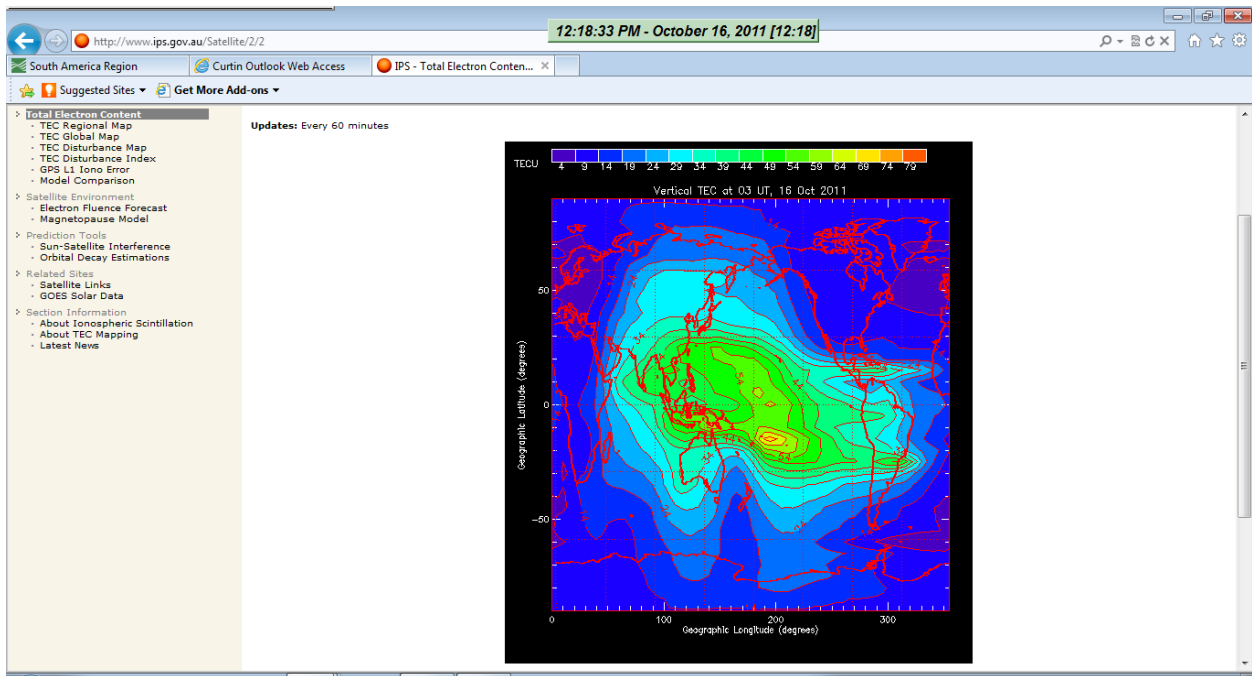 12:18:33 PM - October 16, 2011 [12:18]
http://www.ips.gov.au/Satellite/2/2
South America Region
Curtin Outlook Web Access
IPS - Total Electron Conten...
Suggested Sites
Get More Add-ons
Total Electron Content
TEC Regional Map
TEC Global Map
TEC Disturbance Map
TEC Disturbance Index
GPS L1 Iono Error
Model Comparison
Satellite Environment
Electron Fluence Forecast
Magnetopause Model
Prediction Tools
Sun-Satellite Interference
Orbital Decay Estimations
Related Sites
Satellite Links
GOES Solar Data
Section Information
About Ionospheric Scintillation
About TEC Mapping
Latest News
Updates: Every 60 minutes
TECU 4 9 14 19 24 29 34 39 44 49 54 59 64 69 74 79
Vertical TEC at 03 UT, 16 Oct 2011
Geographic Latitude (degrees)
50
0
-50
0 100 200 300
Geographic Longitude (degrees)